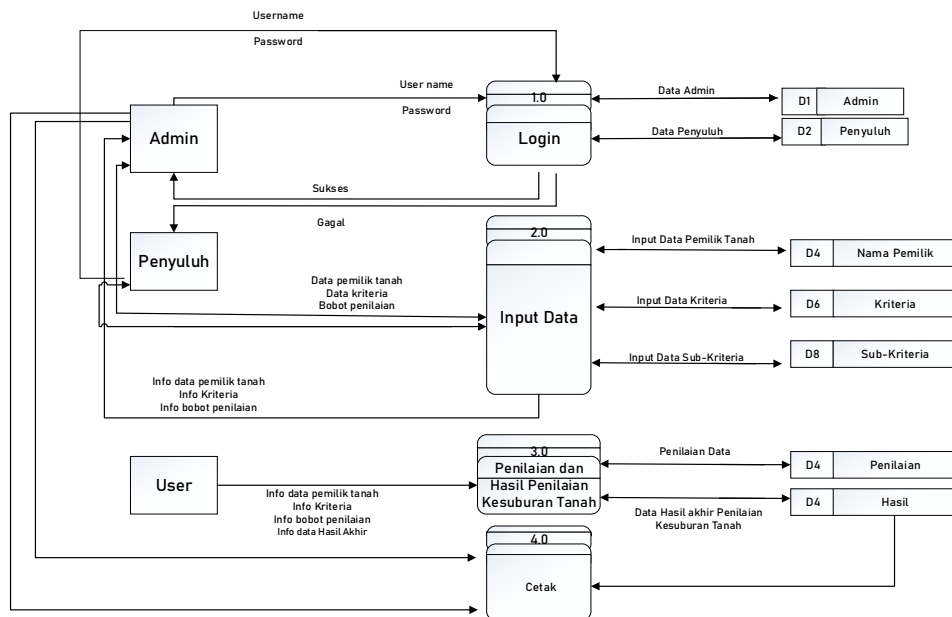 Username
Password
User name
Password
1.0
Login
Data Admin
D1 Admin
Data Penyuluh
D2 Penyuluh
Admin
Sukses
Gagal
Penyuluh
2.0
Input Data
Input Data Pemilik Tanah
D4 Nama Pemilik
Data pemilik tanah
Data kriteria
Bobot penilaian
Input Data Kriteria
D6 Kriteria
Input Data Sub-Kriteria
D8 Sub-Kriteria
Info data pemilik tanah
Info Kriteria
Info bobot penilaian
User
3.0
Penilaian dan
Hasil Penilaian
Kesuburan Tanah
Penilaian Data
D4 Penilaian
Info data pemilik tanah
Info Kriteria
Info bobot penilaian
Info data Hasil Akhir
Data Hasil akhir Penilaian
Kesuburan Tanah
D4 Hasil
4.0
Cetak